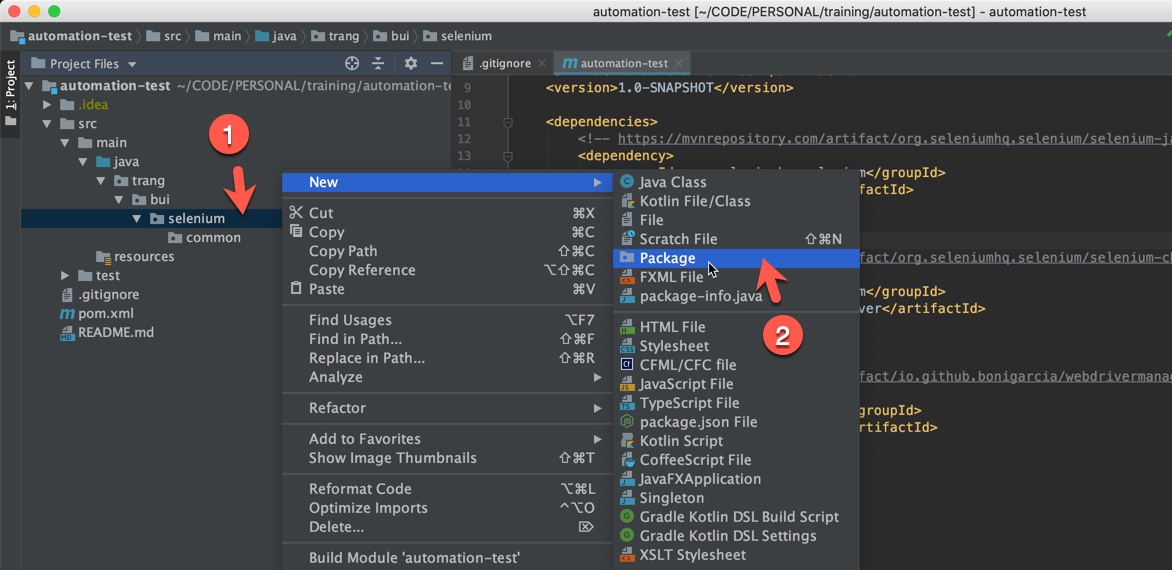 automation-test [~/CODE/PERSONAL/training/automation-test] - automation-test
automation-test src main java trang bui selenium
1: Project
Project Files
.gitignore
automation-test
automation-test ~/CODE/PERSONAL/training/automation-te
.idea
src
main
java
trang
bui
selenium
common
resources
test
.gitignore
pom.xml
README.md
1
9 <version>1.0-SNAPSHOT</version>
10
11 <dependencies>
12 <!-- https://mvnrepository.com/artifact/org.seleniumhq.selenium/selenium-ja
13 <dependency>
</groupId>
ifactId>
fact/org.seleniumhq.selenium/selenium-ch
m</groupId>
ver</artifactId>
fact/io.github.bonigarcia/webdrivermanag
groupId>
rtifactId>
New
Cut ⌘X
Copy ⌘C
Copy Path ⇧⌘C
Copy Reference ⌥⇧⌘C
Paste ⌘V
Find Usages ⌥F7
Find in Path... ⇧⌘F
Replace in Path... ⇧⌘R
Analyze
Refactor
Add to Favorites
Show Image Thumbnails ⇧⌘T
Reformat Code ⌥⌘L
Optimize Imports ^⌥O
Delete... ⌦
Build Module 'automation-test'
Java Class
Kotlin File/Class
File
Scratch File ⇧⌘N
Package
FXML File
package-info.java
2
HTML File
Stylesheet
CFML/CFC file
JavaScript File
TypeScript File
package.json File
Kotlin Script
CoffeeScript File
JavaFXApplication
Singleton
Gradle Kotlin DSL Build Script
Gradle Kotlin DSL Settings
XSLT Stylesheet